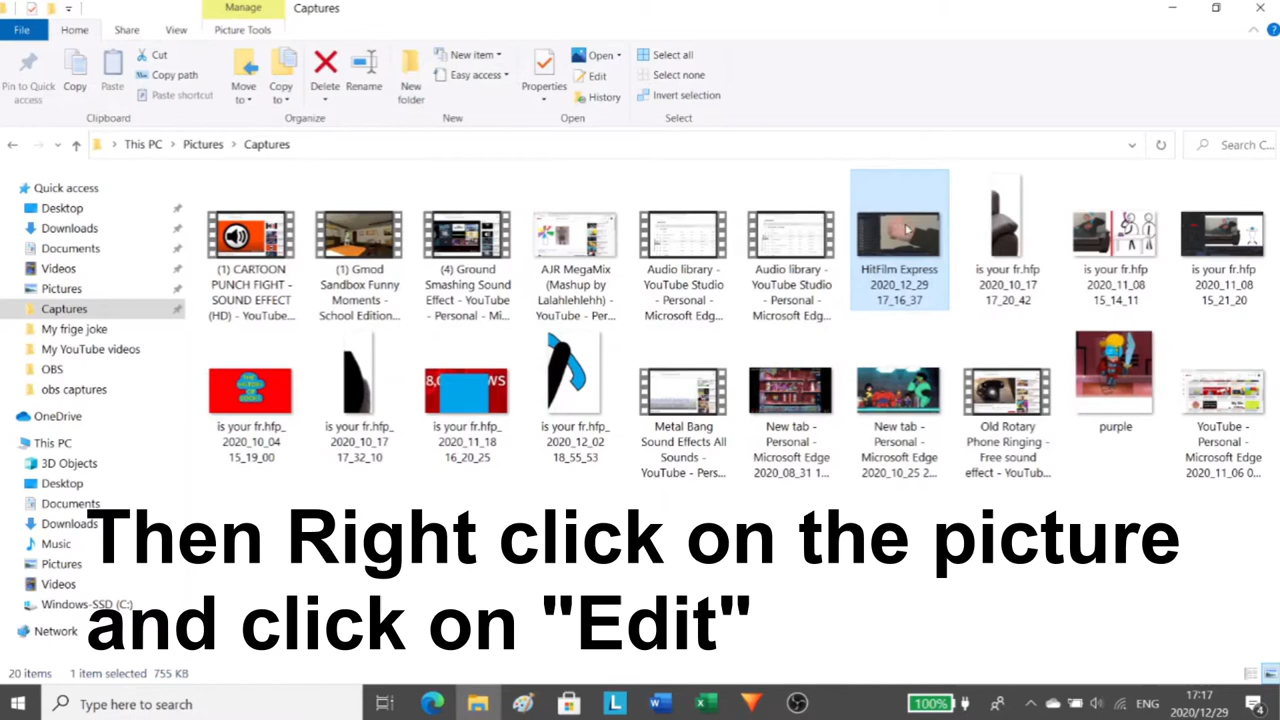 Manage
Captures
File
Home
Share
View
Picture Tools
Pin to Quick
access
Copy
Paste
Cut
Copy path
Paste shortcut
Clipboard
Move
to
Copy
to
Delete
Rename
Organize
New
folder
New item
Easy access
New
Properties
Open
Edit
History
Open
Select all
Select none
Invert selection
Select
This PC
Pictures
Captures
Search C...
Quick access
Desktop
Downloads
Documents
Videos
Pictures
Captures
My frige joke
My YouTube videos
OBS
obs captures
OneDrive
This PC
3D Objects
Desktop
Documents
Downloads
Music
Pictures
Videos
Windows-SSD (C:)
Network
(1) CARTOON
PUNCH FIGHT -
SOUND EFFECT
(HD) - YouTube...
(1) Gmod
Sandbox Funny
Moments -
School Edition...
(4) Ground
Smashing Sound
Effect - YouTube
- Personal - Mi...
AJR MegaMix
(Mashup by
Lalahlehlehh) -
YouTube - Per...
Audio library -
YouTube Studio
- Personal -
Microsoft Edg...
Audio library -
YouTube Studio
- Personal -
Microsoft Edg...
HitFilm Express
2020_12_29
17_16_37
is your fr.hfp
2020_10_17
17_20_42
is your fr.hfp
2020_11_08
15_14_11
is your fr.hfp
2020_11_08
15_21_20
is your fr.hfp_
2020_10_04
15_19_00
is your fr.hfp_
2020_10_17
17_32_10
8,0
WS
is your fr.hfp_
2020_11_18
16_20_25
is your fr.hfp_
2020_12_02
18_55_53
Metal Bang
Sound Effects All
Sounds -
YouTube - Pers...
New tab -
Personal -
Microsoft Edge
2020_08_31 1...
New tab -
Personal -
Microsoft Edge
2020_10_25 2...
Old Rotary
Phone Ringing -
Free sound
effect - YouTub...
purple
YouTube -
Personal -
Microsoft Edge
2020_11_06 0...
Then Right click on the picture
and click on "Edit"
20 items
1 item selected 755 KB
Type here to search
L
100%
ENG
17:17
2020/12/29
4